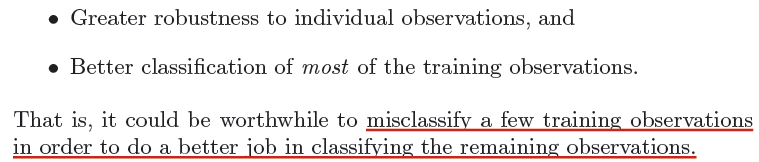 • Greater robustness to individual observations, and
• Better classification of most of the training observations.
That is, it could be worthwhile to misclassify a few training observations
in order to do a better job in classifying the remaining observations.